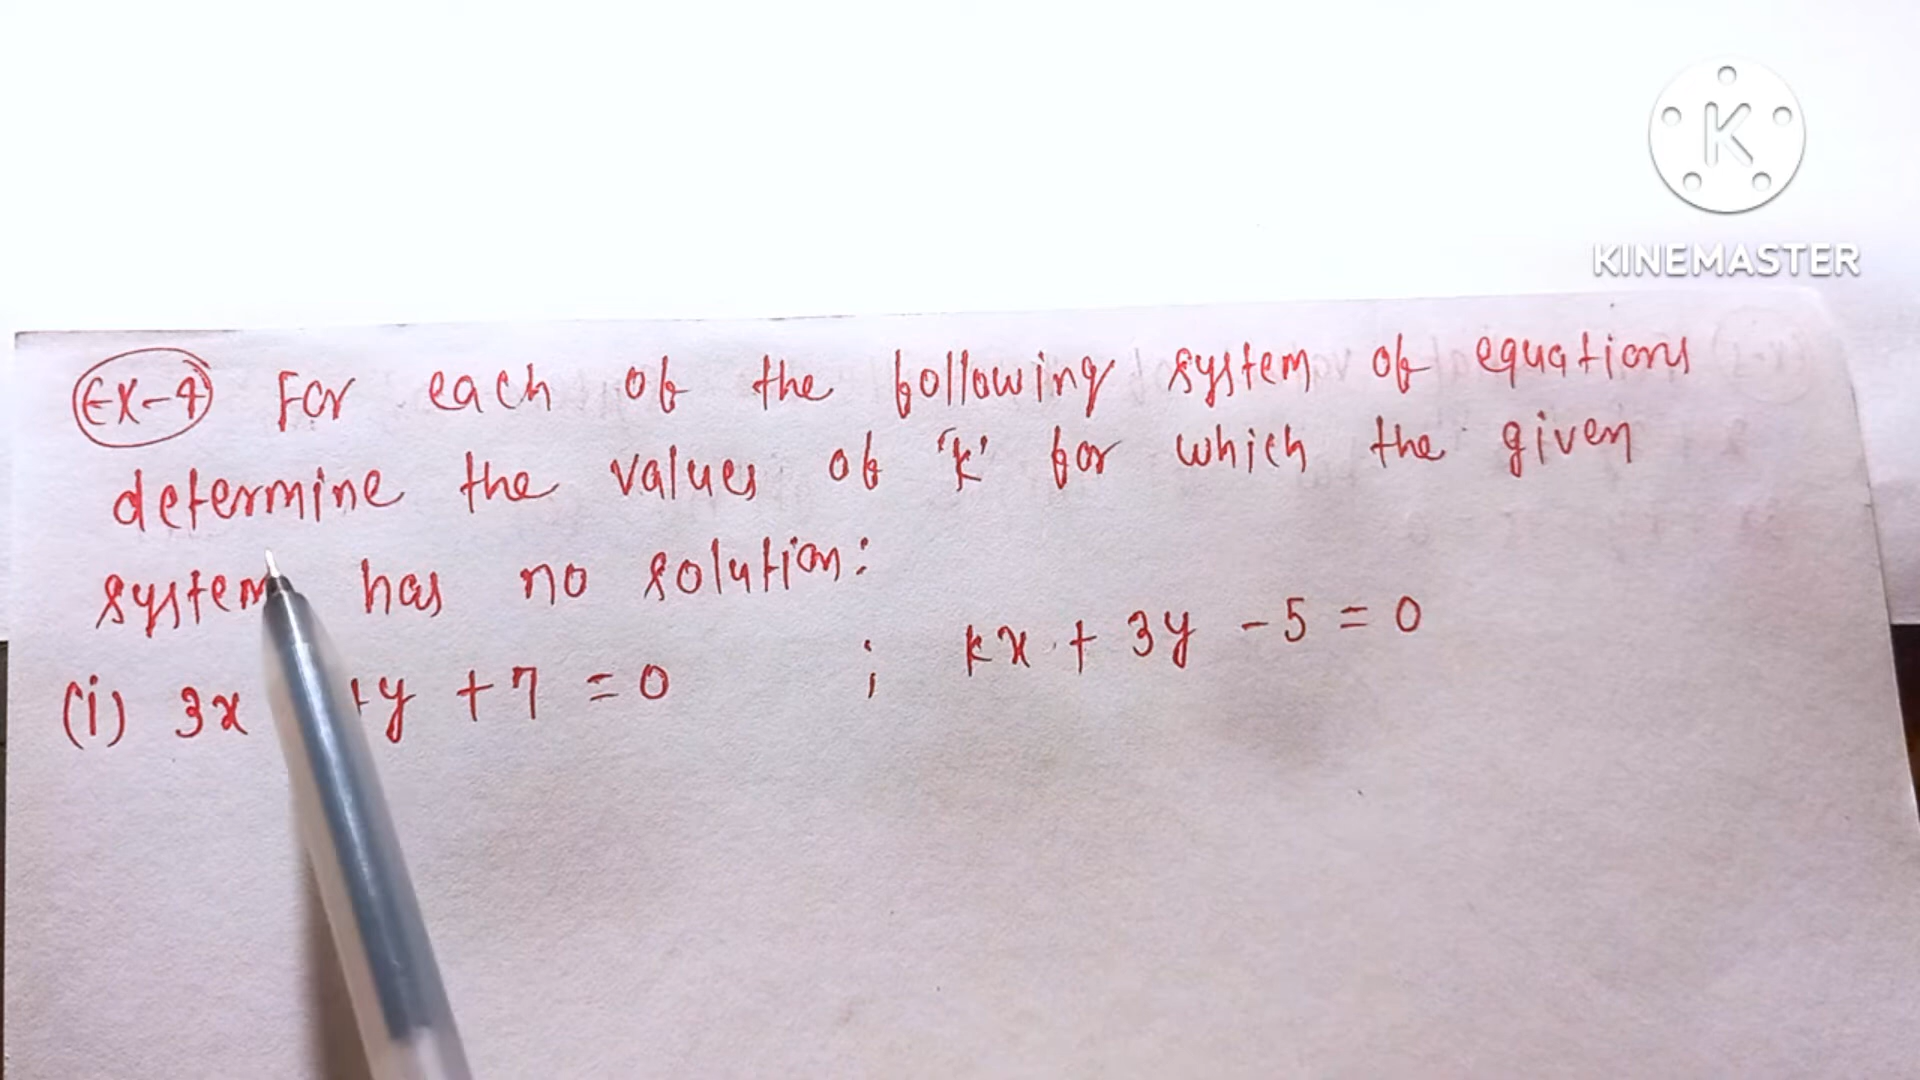 KINEMASTER
Ex-4 For each of the following system of equations
determine the values of 'k' for which the given
system has no solution:
(i) 3x y + 7 = 0 ; kx + 3y - 5 = 0